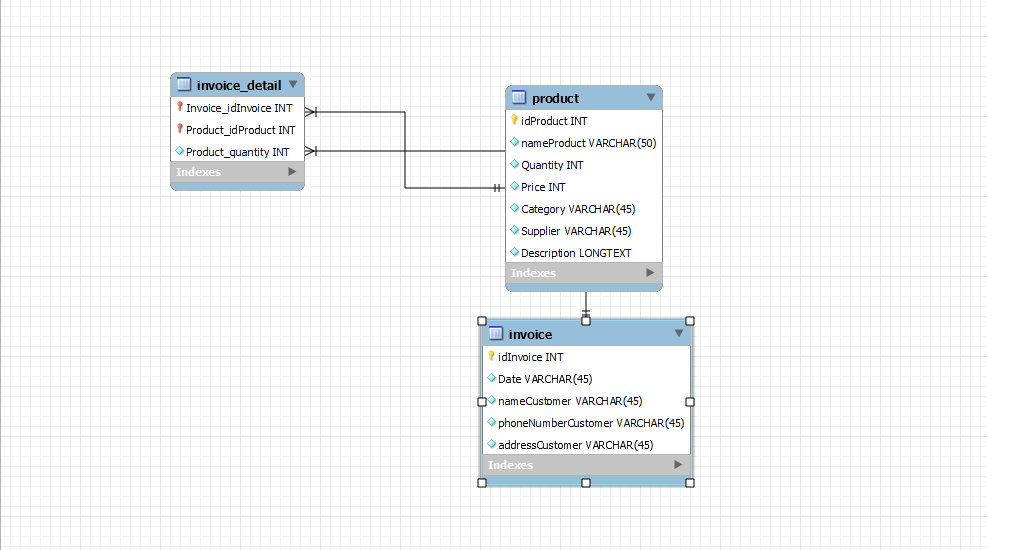 invoice_detail
Invoice_idInvoice INT
Product_idProduct INT
Product_quantity INT
Indexes
product
idProduct INT
nameProduct VARCHAR(50)
Quantity INT
Price INT
Category VARCHAR(45)
Supplier VARCHAR(45)
Description LONGTEXT
Indexes
invoice
idInvoice INT
Date VARCHAR(45)
nameCustomer VARCHAR(45)
phoneNumberCustomer VARCHAR(45)
addressCustomer VARCHAR(45)
Indexes